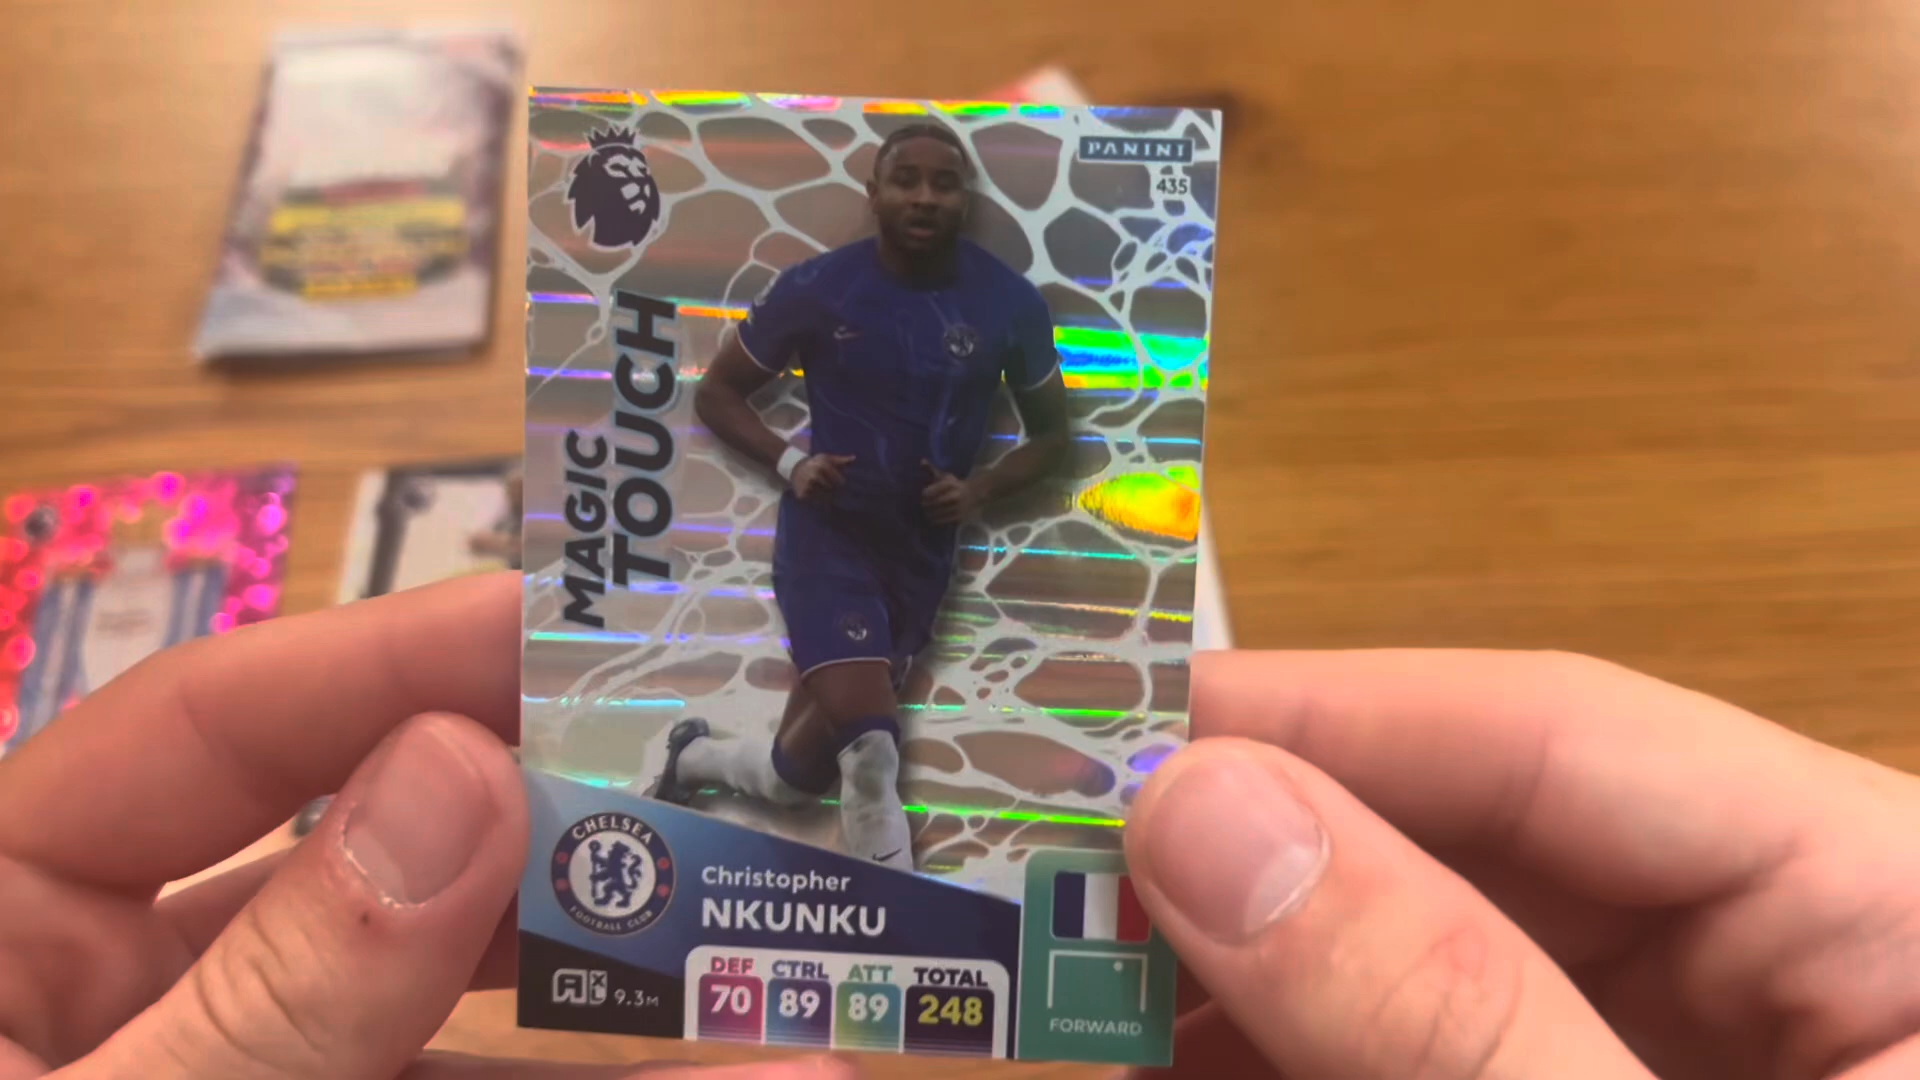 PANINI
435
MAGIC
TOUCH
CHELSEA
FOOTBALL CLUB
Christopher
NKUNKU
DEF CTRL ATT TOTAL
70 89 89 248
AXL 9.3M
FORWARD